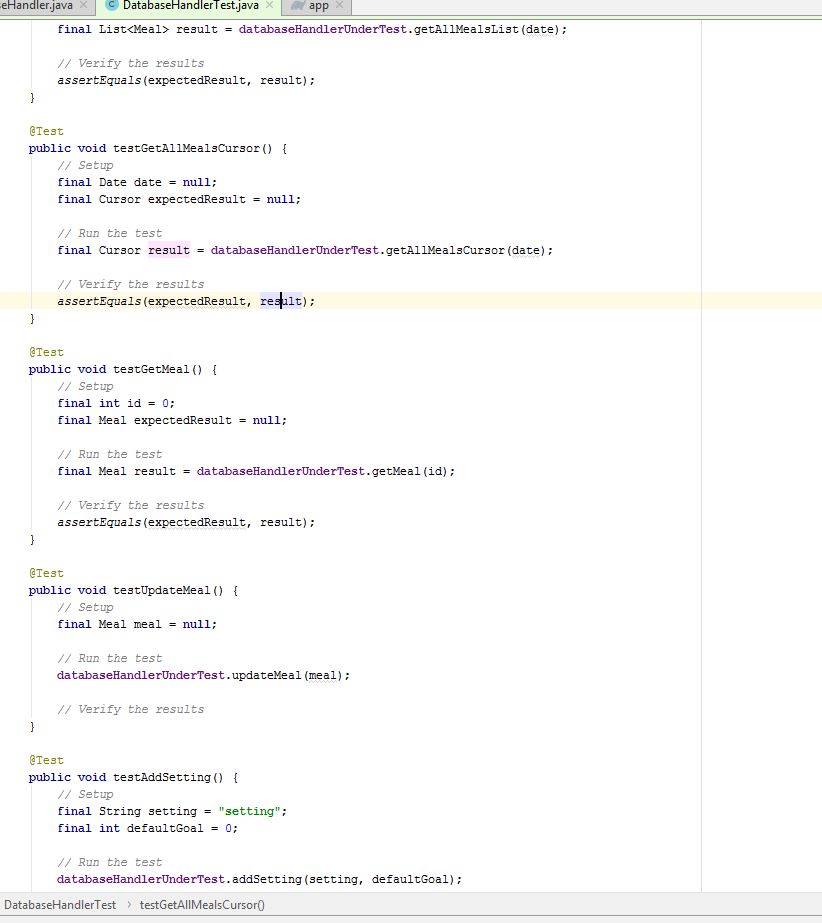 eHandler.java
DatabaseHandlerTest.java
app
final List<Meal> result = databaseHandlerUnderTest.getAllMealsList(date);
// Verify the results
assertEquals(expectedResult, result);
}
@Test
public void testGetAllMealsCursor() {
// Setup
final Date date = null;
final Cursor expectedResult = null;
// Run the test
final Cursor result = databaseHandlerUnderTest.getAllMealsCursor(date);
// Verify the results
assertEquals(expectedResult, result);
}
@Test
public void testGetMeal() {
// Setup
final int id = 0;
final Meal expectedResult = null;
// Run the test
final Meal result = databaseHandlerUnderTest.getMeal(id);
// Verify the results
assertEquals(expectedResult, result);
}
@Test
public void testUpdateMeal() {
// Setup
final Meal meal = null;
// Run the test
databaseHandlerUnderTest.updateMeal(meal);
// Verify the results
}
@Test
public void testAddSetting() {
// Setup
final String setting = "setting";
final int defaultGoal = 0;
// Run the test
databaseHandlerUnderTest.addSetting(setting, defaultGoal);
DatabaseHandlerTest › testGetAllMealsCursor()